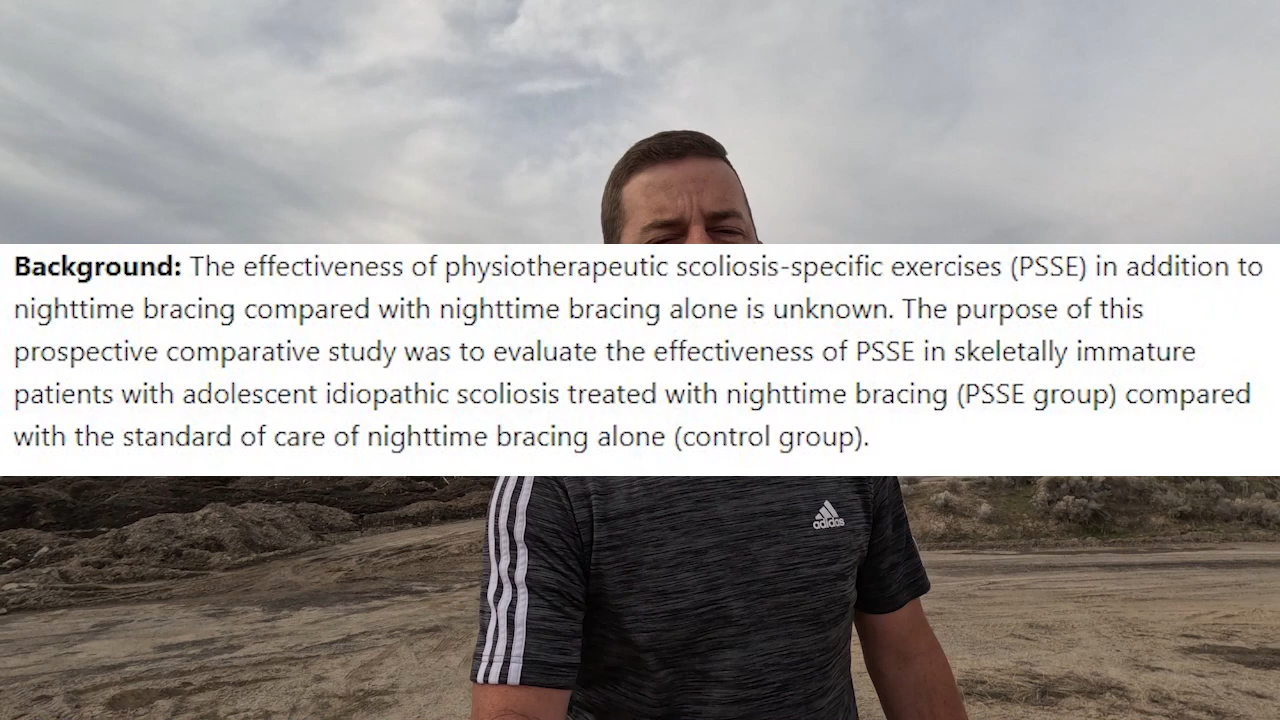 Background: The effectiveness of physiotherapeutic scoliosis-specific exercises (PSSE) in addition to
nighttime bracing compared with nighttime bracing alone is unknown. The purpose of this
prospective comparative study was to evaluate the effectiveness of PSSE in skeletally immature
patients with adolescent idiopathic scoliosis treated with nighttime bracing (PSSE group) compared
with the standard of care of nighttime bracing alone (control group).
adidas